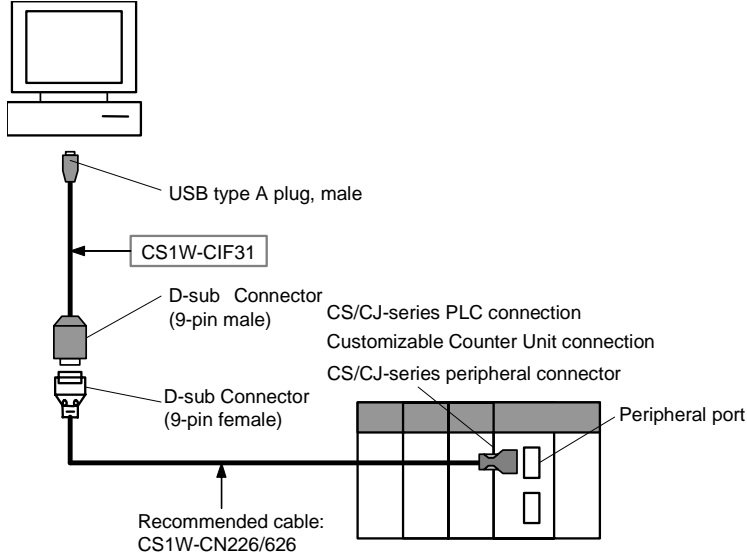 USB type A plug, male
CS1W-CIF31
D-sub Connector
(9-pin male)
CS/CJ-series PLC connection
Customizable Counter Unit connection
CS/CJ-series peripheral connector
D-sub Connector
(9-pin female)
Peripheral port
Recommended cable:
CS1W-CN226/626